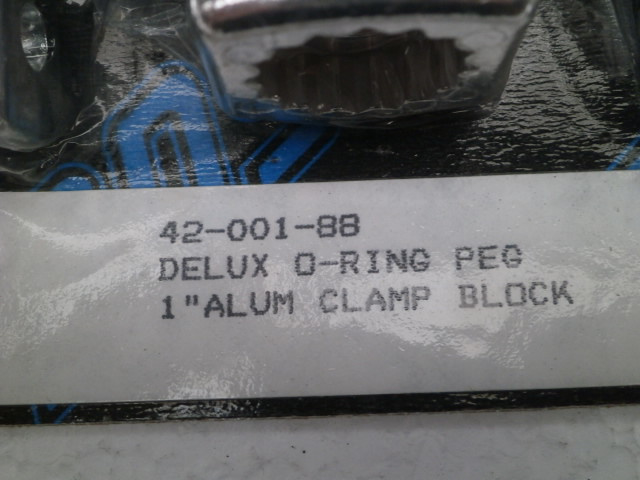 42-001-88
DELUX O-RING PEG
1"ALUM CLAMP BLOCK